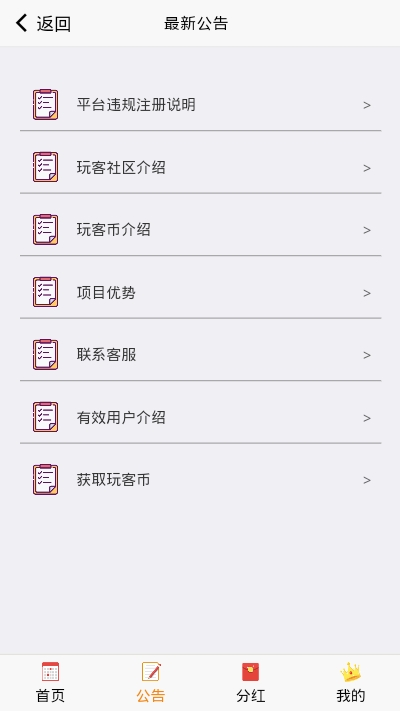 返回
最新公告
平台违规注册说明
>
玩客社区介绍
>
玩客币介绍
>
项目优势
>
联系客服
>
有效用户介绍
>
获取玩客币
>
首页
公告
分红
我的